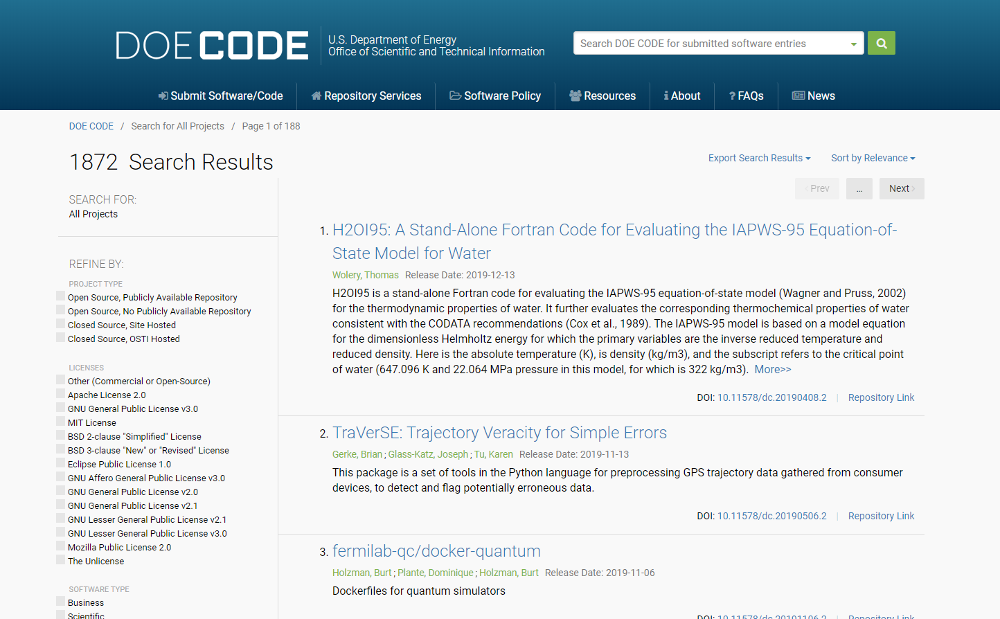 DOE CODE
U.S. Department of Energy
Office of Scientific and Technical Information
Search DOE CODE for submitted software entries
Submit Software/Code
Repository Services
Software Policy
Resources
About
FAQs
News
DOE CODE / Search for All Projects / Page 1 of 188
1872 Search Results
Export Search Results
Sort by Relevance
‹ Prev
...
Next ›
SEARCH FOR:
All Projects
REFINE BY:
PROJECT TYPE
Open Source, Publicly Available Repository
Open Source, No Publicly Available Repository
Closed Source, Site Hosted
Closed Source, OSTI Hosted
LICENSES
Other (Commercial or Open-Source)
Apache License 2.0
GNU General Public License v3.0
MIT License
BSD 2-clause "Simplified" License
BSD 3-clause "New" or "Revised" License
Eclipse Public License 1.0
GNU Affero General Public License v3.0
GNU General Public License v2.0
GNU General Public License v2.1
GNU Lesser General Public License v2.1
GNU Lesser General Public License v3.0
Mozilla Public License 2.0
The Unlicense
SOFTWARE TYPE
Business
Scientific
1. H2OI95: A Stand-Alone Fortran Code for Evaluating the IAPWS-95 Equation-of-
State Model for Water
Wolery, Thomas Release Date: 2019-12-13
H2OI95 is a stand-alone Fortran code for evaluating the IAPWS-95 equation-of-state model (Wagner and Pruss, 2002)
for the thermodynamic properties of water. It further evaluates the corresponding thermochemical properties of water
consistent with the CODATA recommendations (Cox et al., 1989). The IAPWS-95 model is based on a model equation
for the dimensionless Helmholtz energy for which the primary variables are the inverse reduced temperature and
reduced density. Here is the absolute temperature (K), is density (kg/m3), and the subscript refers to the critical point
of water (647.096 K and 22.064 MPa pressure in this model, for which is 322 kg/m3). More>>
DOI: 10.11578/dc.20190408.2 | Repository Link
2. TraVerSE: Trajectory Veracity for Simple Errors
Gerke, Brian ; Glass-Katz, Joseph ; Tu, Karen Release Date: 2019-11-13
This package is a set of tools in the Python language for preprocessing GPS trajectory data gathered from consumer
devices, to detect and flag potentially erroneous data.
DOI: 10.11578/dc.20190506.2 | Repository Link
3. fermilab-qc/docker-quantum
Holzman, Burt ; Plante, Dominique ; Holzman, Burt Release Date: 2019-11-06
Dockerfiles for quantum simulators
DOI: 10.11578/dc.20191106.2 | Repository Link